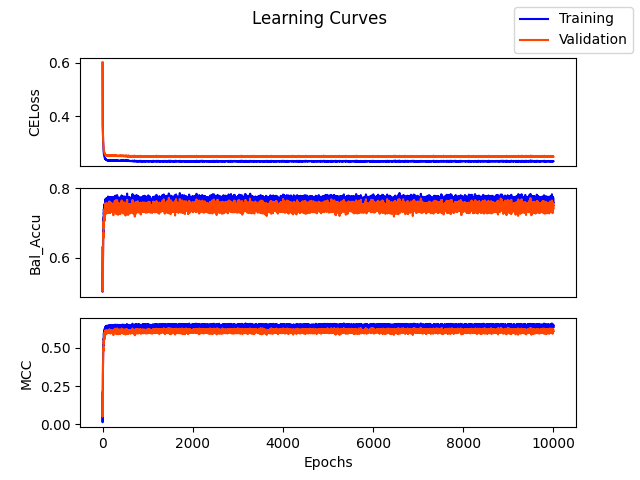 Learning Curves
Training
Validation
0.6
0.4
CELoss
0.8
0.6
Bal_Accu
0.50
0.25
0.00
MCC
0 2000 4000 6000 8000 10000
Epochs